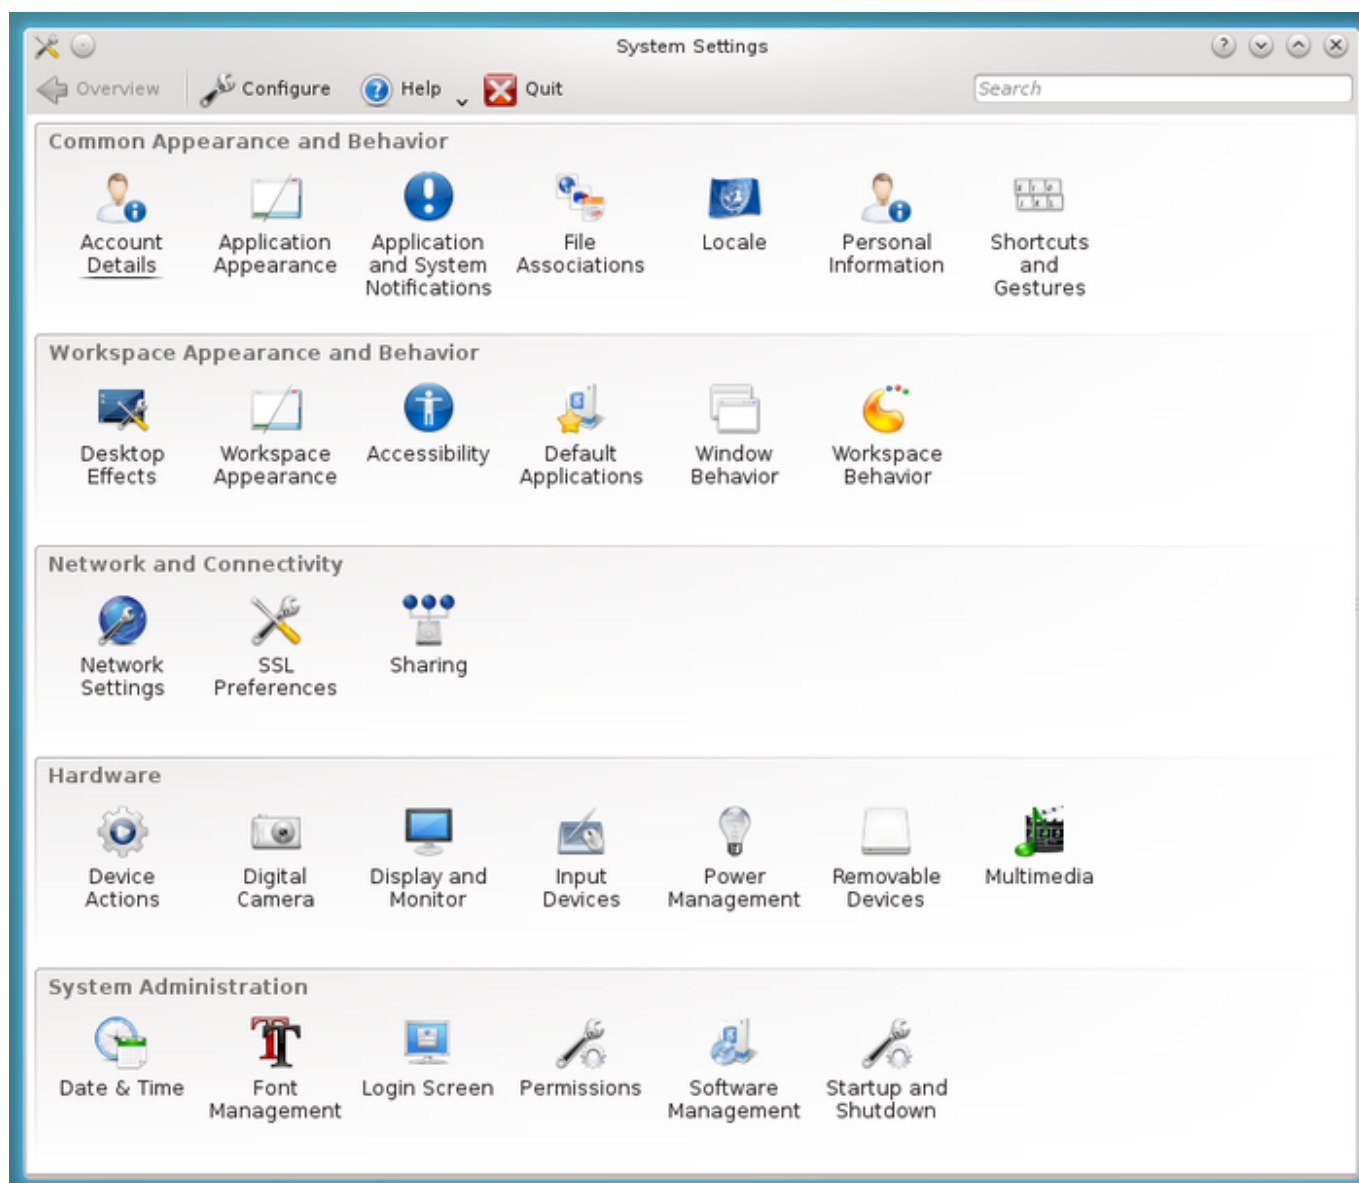 System Settings
Overview Configure Help Quit Search
Common Appearance and Behavior
Account Details
Application Appearance
Application and System Notifications
File Associations
Locale
Personal Information
Shortcuts and Gestures
Workspace Appearance and Behavior
Desktop Effects
Workspace Appearance
Accessibility
Default Applications
Window Behavior
Workspace Behavior
Network and Connectivity
Network Settings
SSL Preferences
Sharing
Hardware
Device Actions
Digital Camera
Display and Monitor
Input Devices
Power Management
Removable Devices
Multimedia
System Administration
Date & Time
Font Management
Login Screen
Permissions
Software Management
Startup and Shutdown